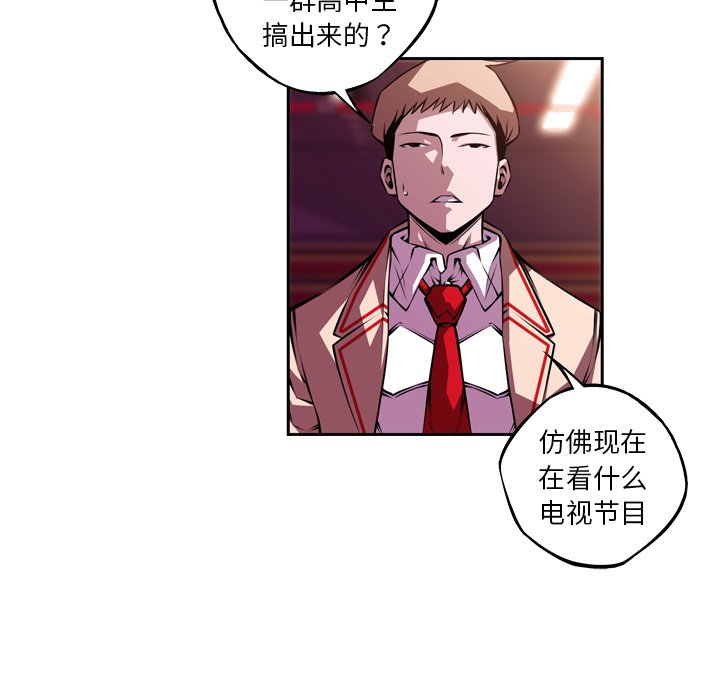 一群高中生
搞出来的？
仿佛现在
在看什么
电视节目